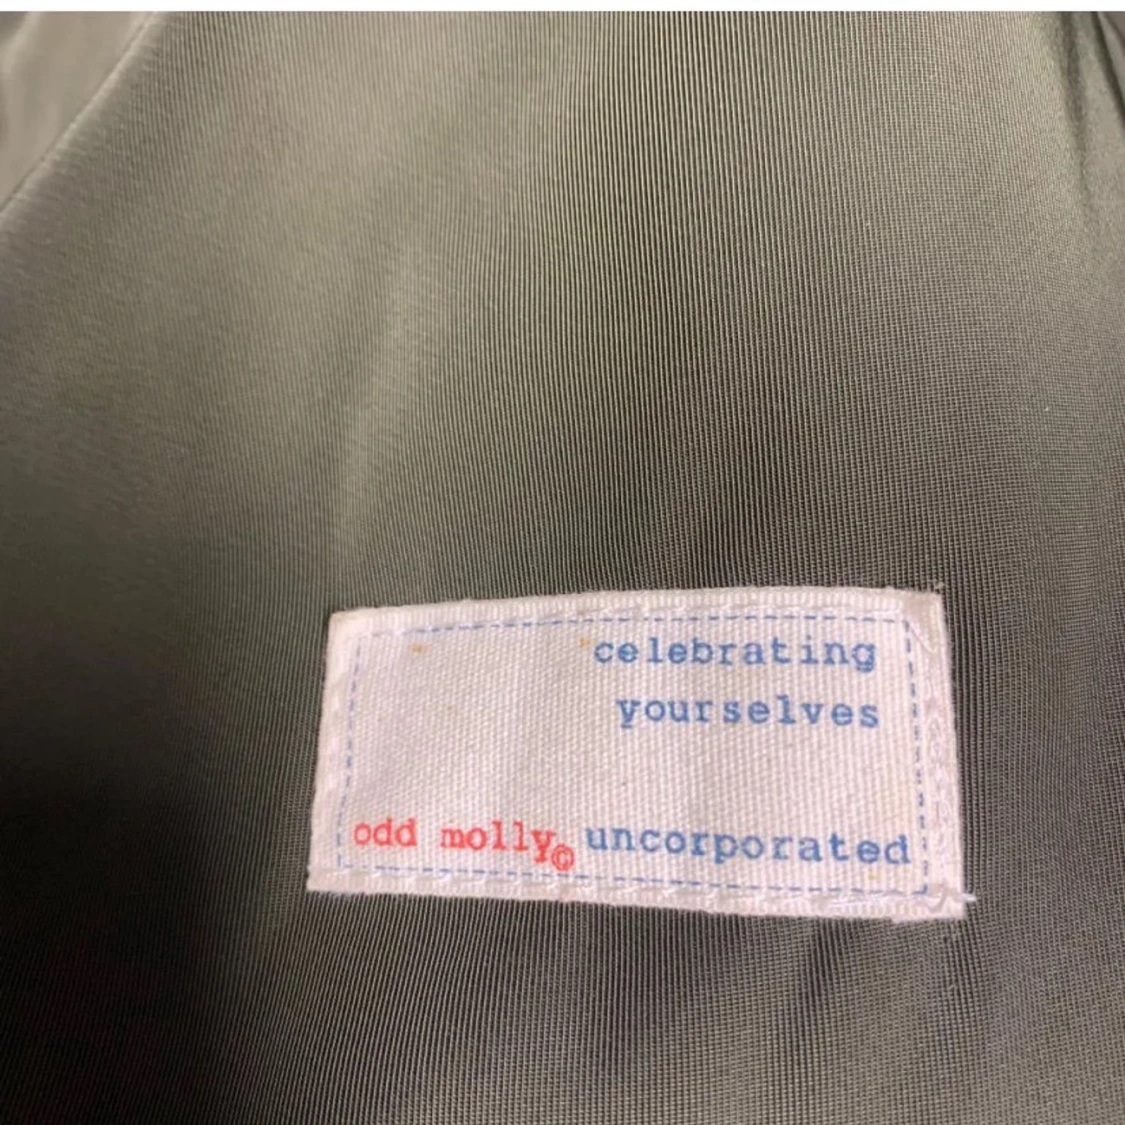 celebrating
yourselves
odd molly© uncorporated